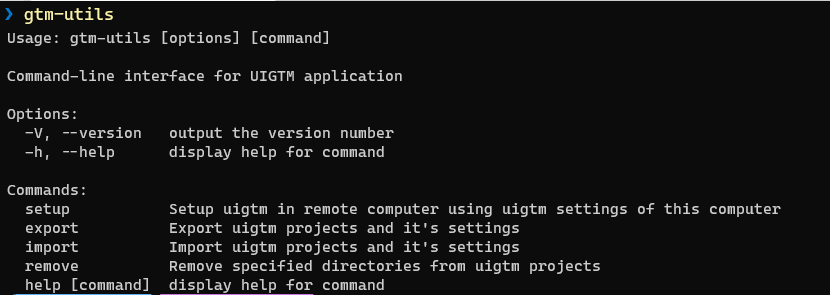 ❯ gtm-utils
Usage: gtm-utils [options] [command]
Command-line interface for UIGTM application
Options:
-V, --version output the version number
-h, --help display help for command
Commands:
setup Setup uigtm in remote computer using uigtm settings of this computer
export Export uigtm projects and it's settings
import Import uigtm projects and it's settings
remove Remove specified directories from uigtm projects
help [command] display help for command